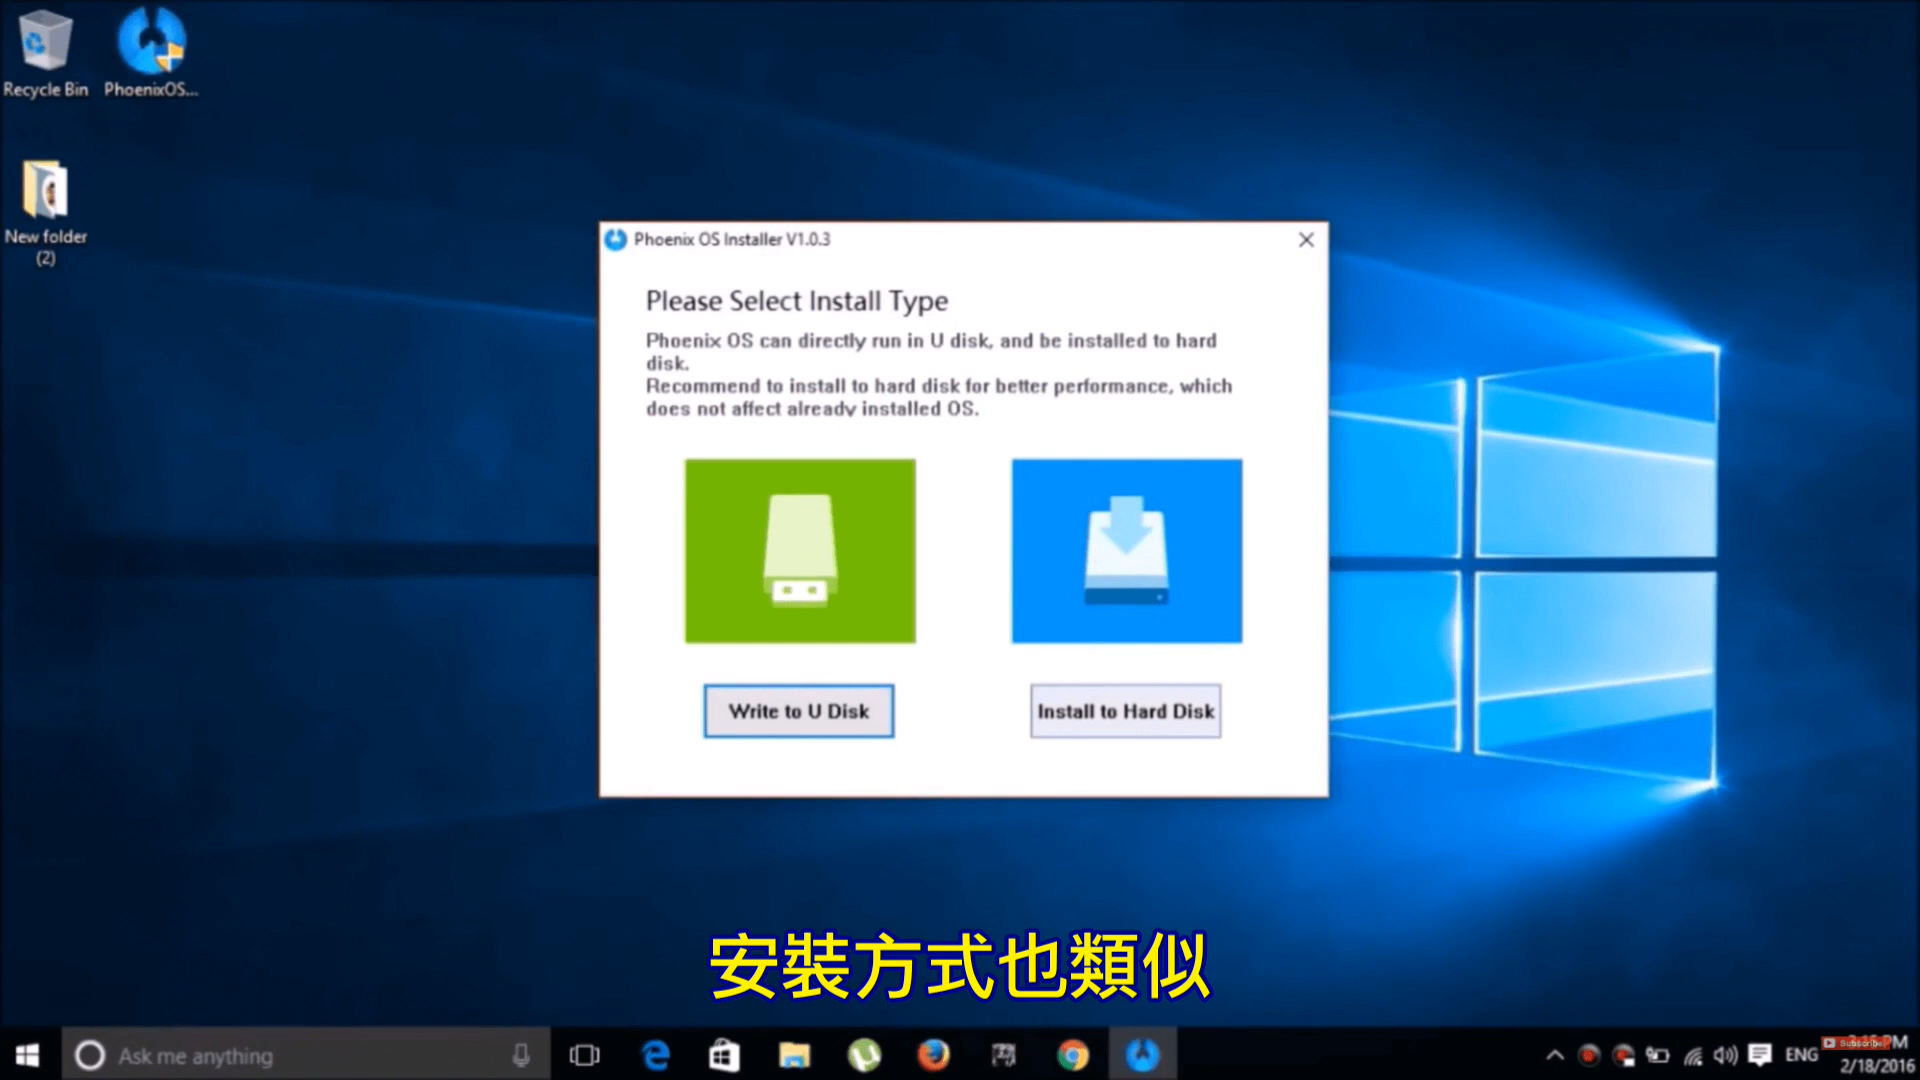 Recycle Bin
PhoenixOS...
New folder
(2)
Phoenix OS Installer V1.0.3
Please Select Install Type
Phoenix OS can directly run in U disk, and be installed to hard
disk.
Recommend to install to hard disk for better performance, which
does not affect already installed OS.
Write to U Disk
Install to Hard Disk
安裝方式也類似
Ask me anything
ENG
Subscribe
PM
2/18/2016